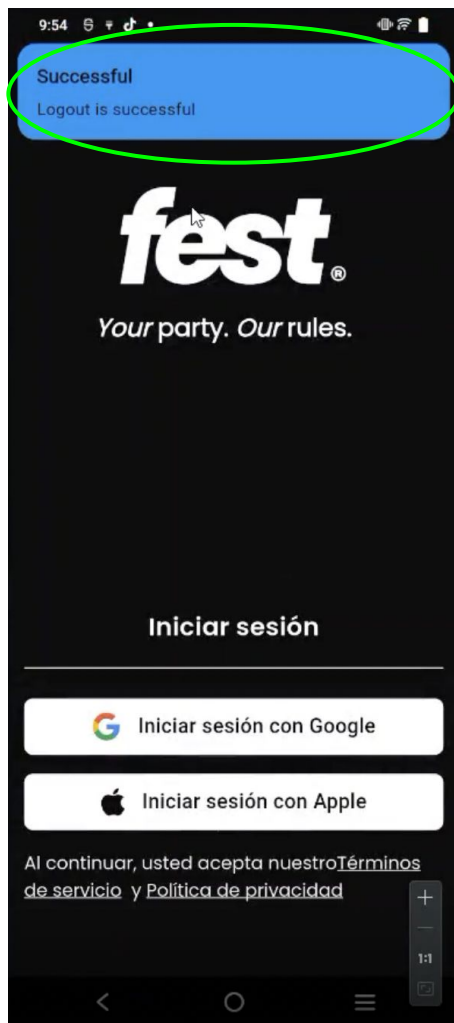 9:54
Successful
Logout is successful
fest®
Your party. Our rules.
Iniciar sesión
Iniciar sesión con Google
Iniciar sesión con Apple
Al continuar, usted acepta nuestroTérminos
de servicio y Política de privacidad
1:1